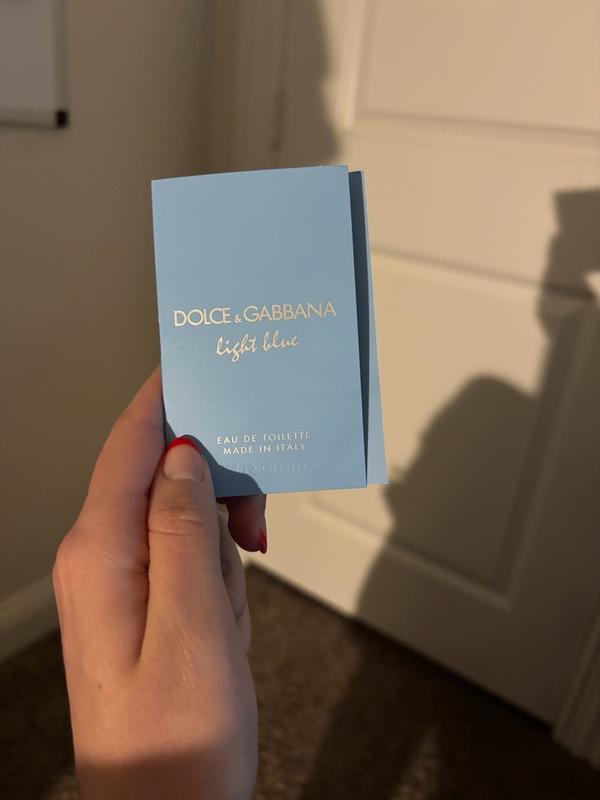 DOLCE & GABBANA
light blue
EAU DE TOILETTE
MADE IN ITALY